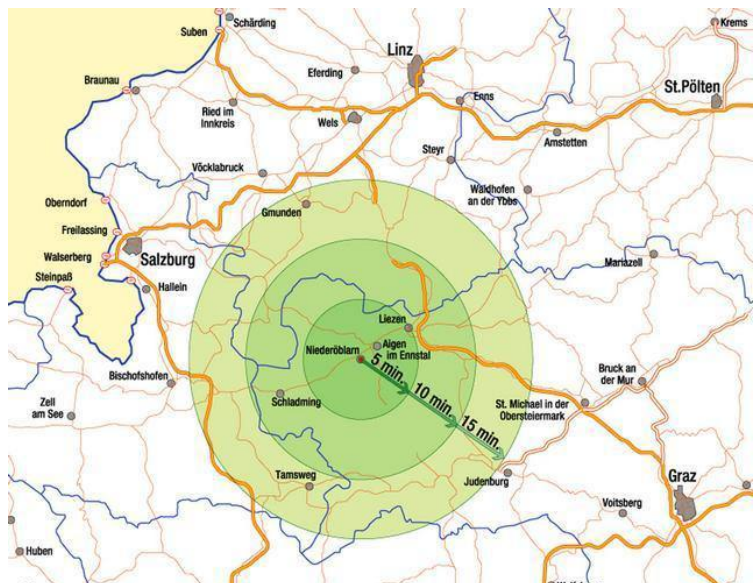 Schärding
Krems
Suben
Linz
Eferding
Braunau
St.Pölten
Enns
Ried im
Innkreis
Wels
Amstetten
Steyr
Vöcklabruck
Waidhofen
an der Ybbs
Oberndorf
Gmunden
Freilassing
Walserberg
Salzburg
Mariazell
Steinpaß
Hallein
Liezen
Aigen
im Ennstal
Niederöblarn
Bischofshofen
5 min.
10 min.
15 min.
Bruck an
der Mur
Zell
am See
Schladming
St. Michael in der
Obersteiermark
Tamsweg
Judenburg
Graz
Voitsberg
Huben